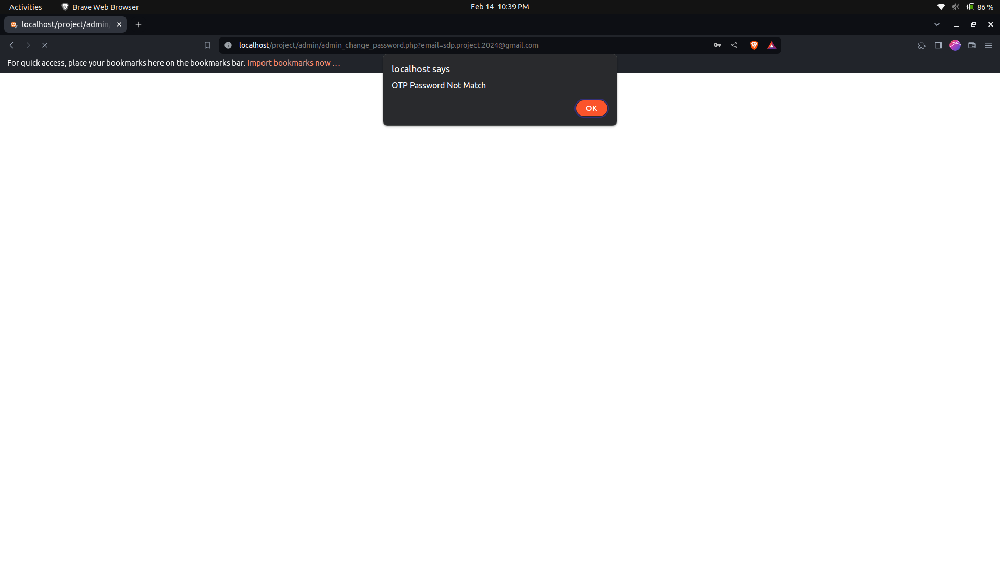 Activities Brave Web Browser Feb 14 10:39 PM 86 %
localhost/project/admin/
localhost/project/admin/admin_change_password.php?email=sdp.project.2024@gmail.com
For quick access, place your bookmarks here on the bookmarks bar. Import bookmarks now ...
localhost says
OTP Password Not Match
OK